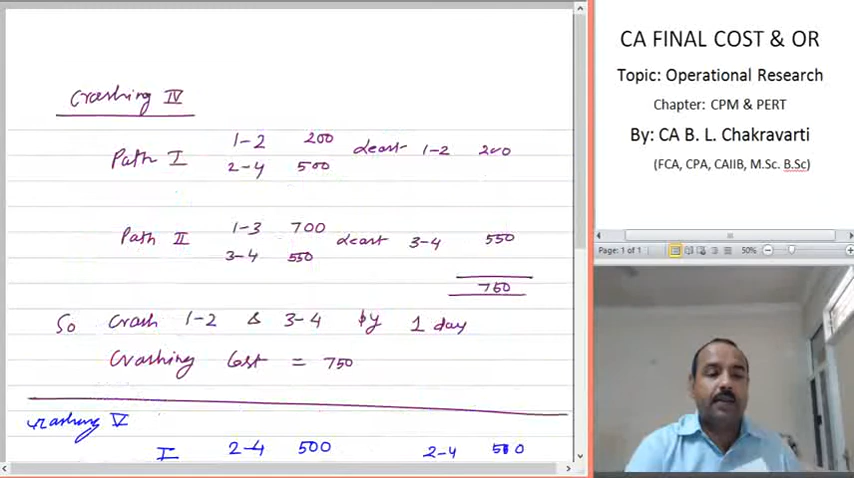 Crashing IV
1-2 200
Path I least 1-2 200
2-4 500
1-3 700
Path II least 3-4 550
3-4 550
750
So Crash 1-2 & 3-4 by 1 day
Crashing Cost = 750
Crashing V
I 2-4 500 2-4 500
CA FINAL COST & OR
Topic: Operational Research
Chapter: CPM & PERT
By: CA B. L. Chakravarti
(FCA, CPA, CAIIB, M.Sc. B.Sc)
Page: 1 of 1 50%